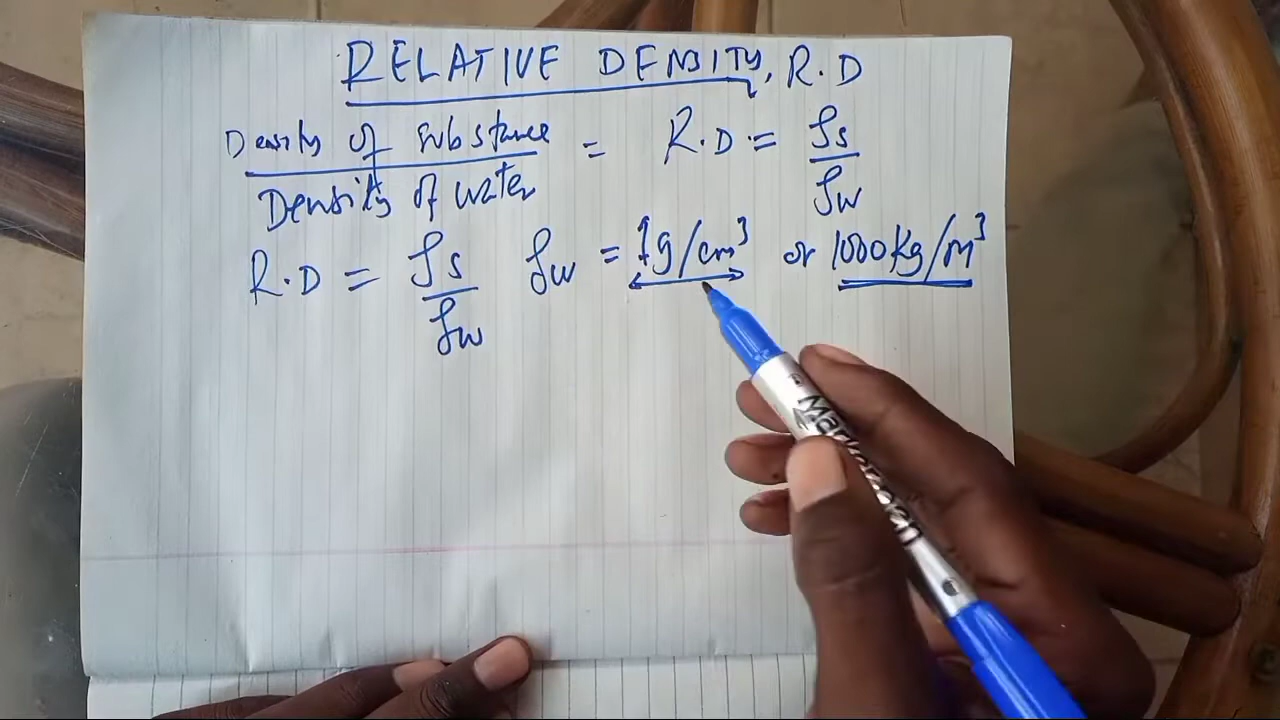 RELATIVE DENSITY, R.D
Density of substance / Density of water = R.D = ρs / ρw
R.D = ρs / ρw ρw = 1g/cm³ or 1000kg/m³